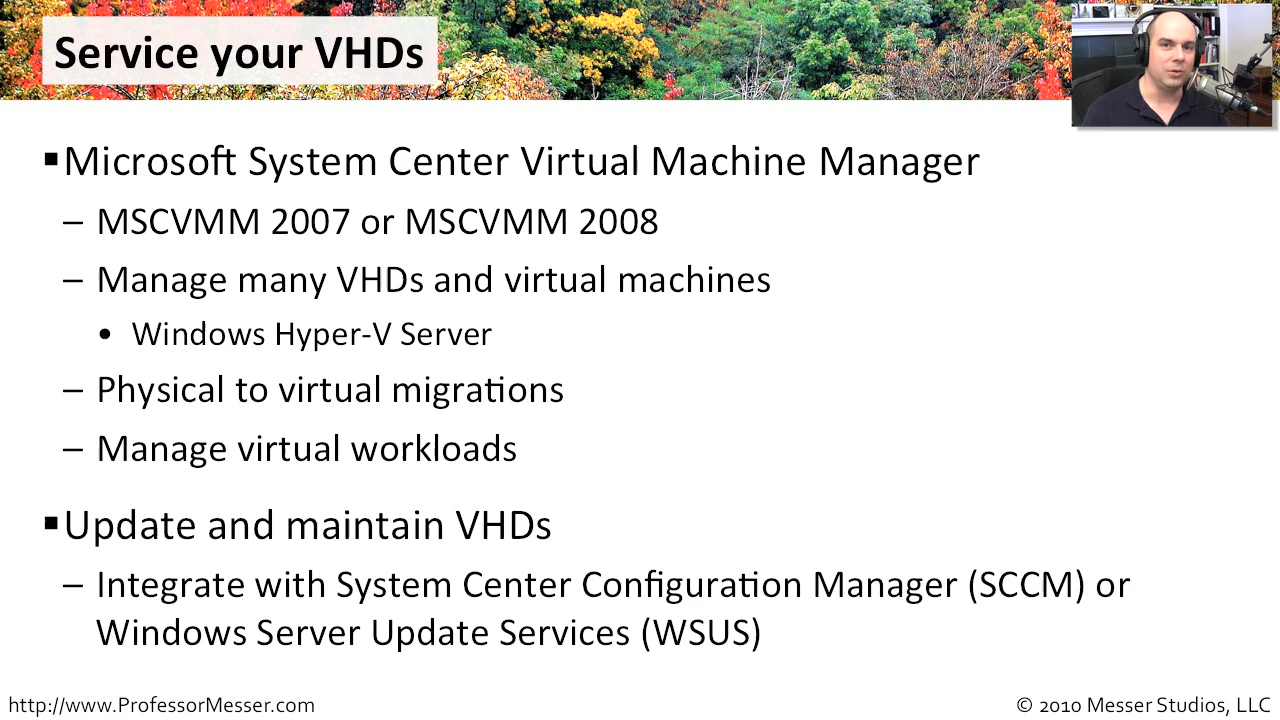 Service your VHDs
▪Microsoft System Center Virtual Machine Manager
– MSCVMM 2007 or MSCVMM 2008
– Manage many VHDs and virtual machines
• Windows Hyper-V Server
– Physical to virtual migrations
– Manage virtual workloads
▪Update and maintain VHDs
– Integrate with System Center Configuration Manager (SCCM) or
Windows Server Update Services (WSUS)
http://www.ProfessorMesser.com
© 2010 Messer Studios, LLC